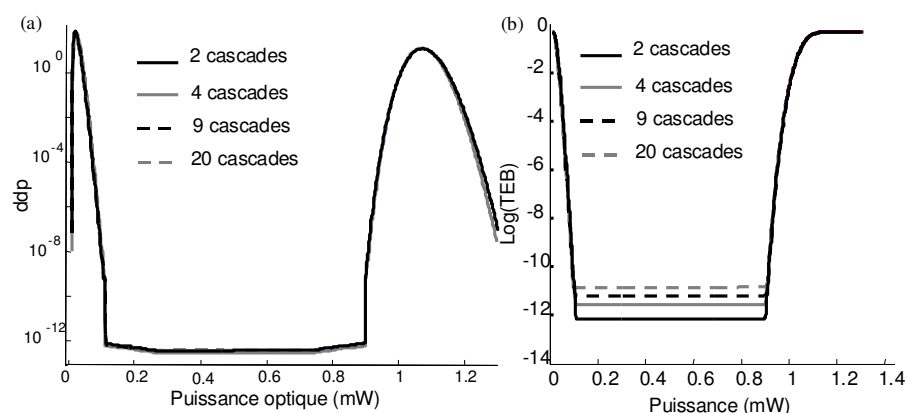 (a)
10 0
10 -4
10 -8
10 -12
ddp
2 cascades
4 cascades
9 cascades
20 cascades
0 0.2 0.4 0.6 0.8 1 1.2
Puissance optique (mW)
(b)
0
-2
-4
-6
-8
-10
-12
-14
Log(TEB)
2 cascades
4 cascades
9 cascades
20 cascades
0 0.2 0.4 0.6 0.8 1 1.2 1.4
Puissance (mW)